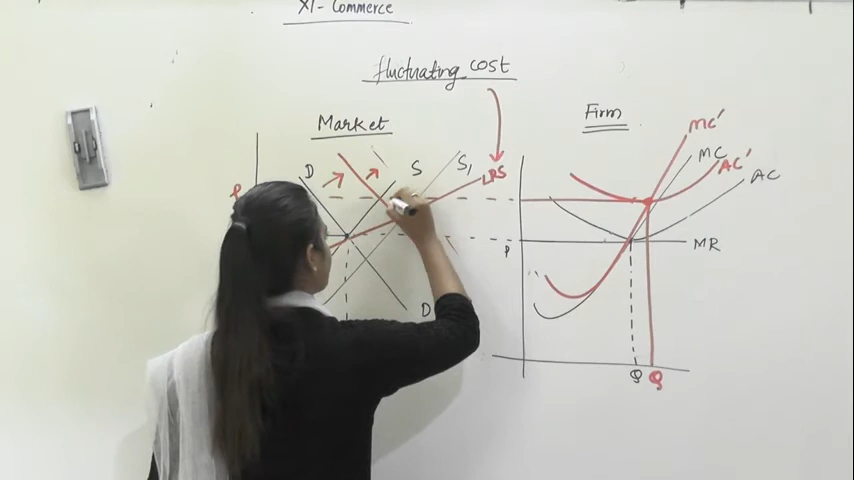 XI- Commerce
fluctuating cost
Market
Firm
D
S
S₁
LRS
MC'
MC
AC'
AC
P
P
MR
D
Q
Q